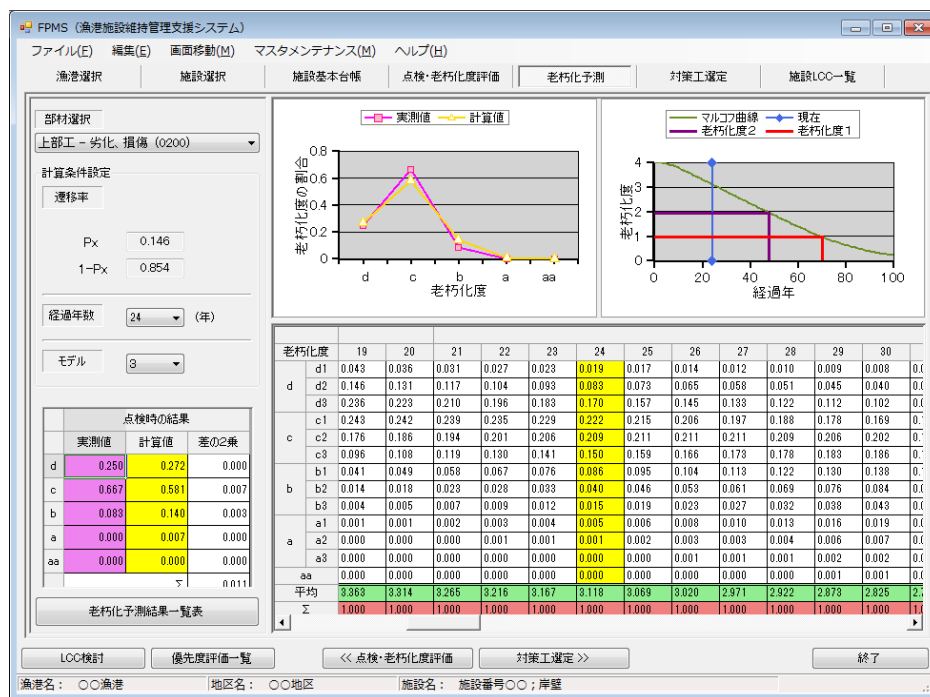 FPMS（漁港施設維持管理支援システム）
ファイル(F) 編集(E) 画面移動(M) マスタメンテナンス(M) ヘルプ(H)
漁港選択 施設選択 施設基本台帳 点検・老朽化度評価 老朽化予測 対策工選定 施設LCC一覧
部材選択
上部工 － 劣化、損傷（0200）
計算条件設定
遷移率
Px 0.146
1-Px 0.854
経過年数 24 （年）
モデル 3
点検時の結果
実測値 計算値 差の2乗
d 0.250 0.272 0.000
c 0.667 0.581 0.007
b 0.083 0.140 0.003
a 0.000 0.007 0.000
aa 0.000 0.000 0.000
Σ 0.011
老朽化予測結果一覧表
実測値 計算値
老朽化度の割合
0.8
0.6
0.4
0.2
0
d c b a aa
老朽化度
マルコフ曲線 現在
老朽化度2 老朽化度1
老朽化度
4
3
2
1
0
0 20 40 60 80 100
経過年
老朽化度 19 20 21 22 23 24 25 26 27 28 29 30
d d1 0.043 0.036 0.031 0.027 0.023 0.019 0.017 0.014 0.012 0.010 0.009 0.008 0.0
d2 0.146 0.131 0.117 0.104 0.093 0.083 0.073 0.065 0.058 0.051 0.045 0.040 0.0
d3 0.236 0.223 0.210 0.196 0.183 0.170 0.157 0.145 0.133 0.122 0.112 0.102 0.0
c c1 0.243 0.242 0.239 0.235 0.229 0.222 0.215 0.206 0.197 0.188 0.178 0.169 0.
c2 0.176 0.186 0.194 0.201 0.206 0.209 0.211 0.211 0.211 0.209 0.206 0.202 0.
c3 0.096 0.108 0.119 0.130 0.141 0.150 0.159 0.166 0.173 0.178 0.183 0.186 0.
b b1 0.041 0.049 0.058 0.067 0.076 0.086 0.095 0.104 0.113 0.122 0.130 0.138 0.
b2 0.014 0.018 0.023 0.028 0.033 0.040 0.046 0.053 0.061 0.069 0.076 0.084 0.0
b3 0.004 0.005 0.007 0.009 0.012 0.015 0.019 0.023 0.027 0.032 0.038 0.043 0.0
a a1 0.001 0.001 0.002 0.003 0.004 0.005 0.006 0.008 0.010 0.013 0.016 0.019 0.0
a2 0.000 0.000 0.000 0.001 0.001 0.001 0.002 0.003 0.003 0.004 0.006 0.007 0.0
a3 0.000 0.000 0.000 0.000 0.000 0.000 0.000 0.001 0.001 0.001 0.002 0.002 0.0
aa 0.000 0.000 0.000 0.000 0.000 0.000 0.000 0.000 0.000 0.000 0.001 0.001 0.0
平均 3.363 3.314 3.265 3.216 3.167 3.118 3.069 3.020 2.971 2.922 2.873 2.825 2.7
Σ 1.000 1.000 1.000 1.000 1.000 1.000 1.000 1.000 1.000 1.000 1.000 1.000 1.0
LCC検討 優先度評価一覧 << 点検・老朽化度評価 対策工選定 >> 終了
漁港名： ○○漁港 地区名： ○○地区 施設名： 施設番号○○；岸壁